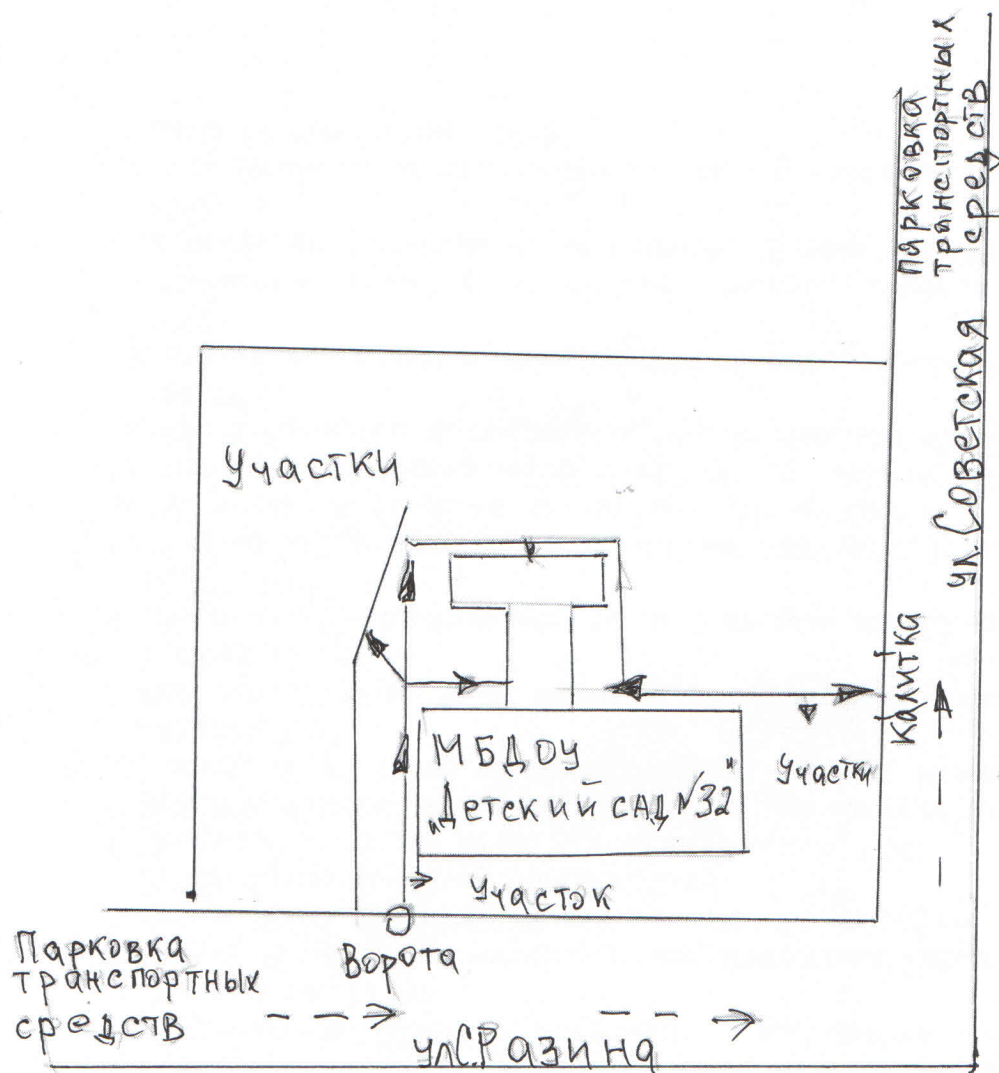 Парковка
транспортных
средств
ул. Советская
Участки
Калитка
МБДОУ
„Детский сад №32"
Участки
Участок
Парковка
транспортных
средств
Ворота
ул С.Разина